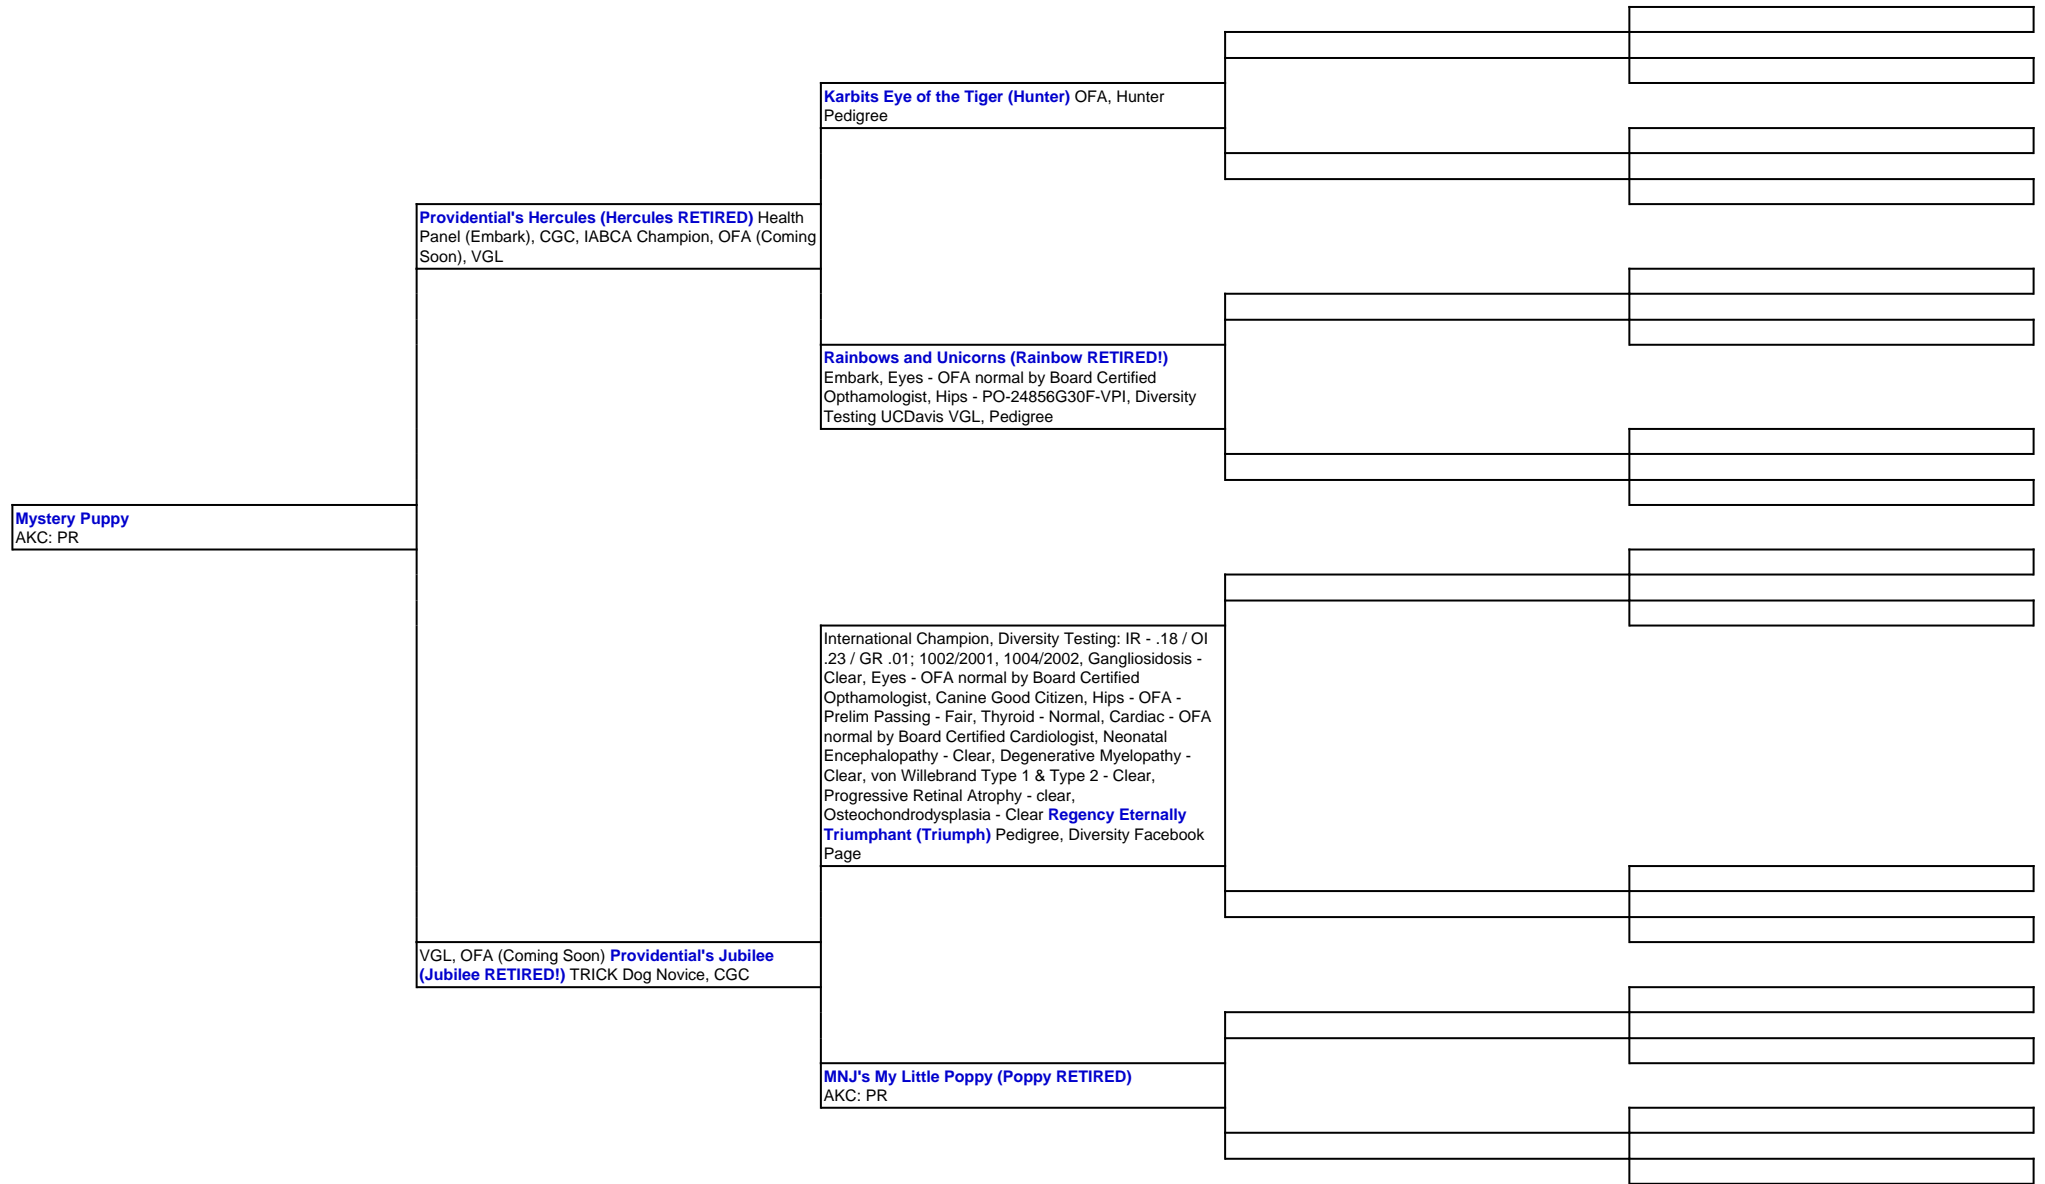 Karbits Eye of the Tiger (Hunter) OFA, Hunter
Pedigree
Providential's Hercules (Hercules RETIRED) Health
Panel (Embark), CGC, IABCA Champion, OFA (Coming
Soon), VGL
Rainbows and Unicorns (Rainbow RETIRED!)
Embark, Eyes - OFA normal by Board Certified
Opthamologist, Hips - PO-24856G30F-VPI, Diversity
Testing UCDavis VGL, Pedigree
Mystery Puppy
AKC: PR
International Champion, Diversity Testing: IR - .18 / OI
.23 / GR .01; 1002/2001, 1004/2002, Gangliosidosis -
Clear, Eyes - OFA normal by Board Certified
Opthamologist, Canine Good Citizen, Hips - OFA -
Prelim Passing - Fair, Thyroid - Normal, Cardiac - OFA
normal by Board Certified Cardiologist, Neonatal
Encephalopathy - Clear, Degenerative Myelopathy -
Clear, von Willebrand Type 1 & Type 2 - Clear,
Progressive Retinal Atrophy - clear,
Osteochondrodysplasia - Clear Regency Eternally
Triumphant (Triumph) Pedigree, Diversity Facebook
Page
VGL, OFA (Coming Soon) Providential's Jubilee
(Jubilee RETIRED!) TRICK Dog Novice, CGC
MNJ's My Little Poppy (Poppy RETIRED)
AKC: PR